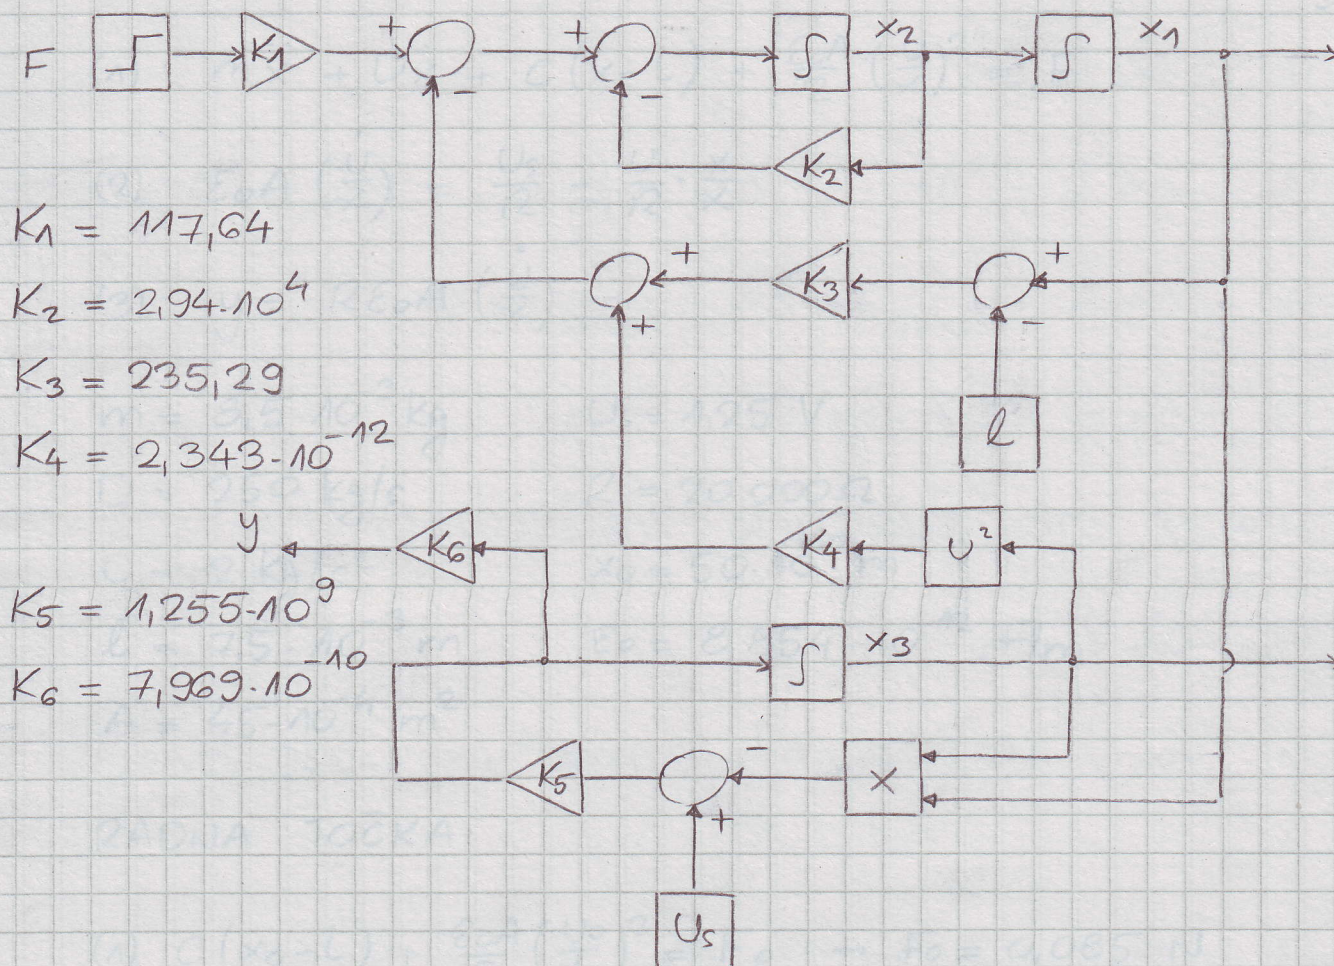 F K1 + - + - ∫ x2 ∫ x1
K2
K1 = 117,64
K2 = 2,94·10^4
+ K3 + -
+
K3 = 235,29
K4 = 2,343·10^-12
l
y K6 K4 U²
K5 = 1,255·10^9
K6 = 7,969·10^-10
∫ x3
K5 - + X
Us